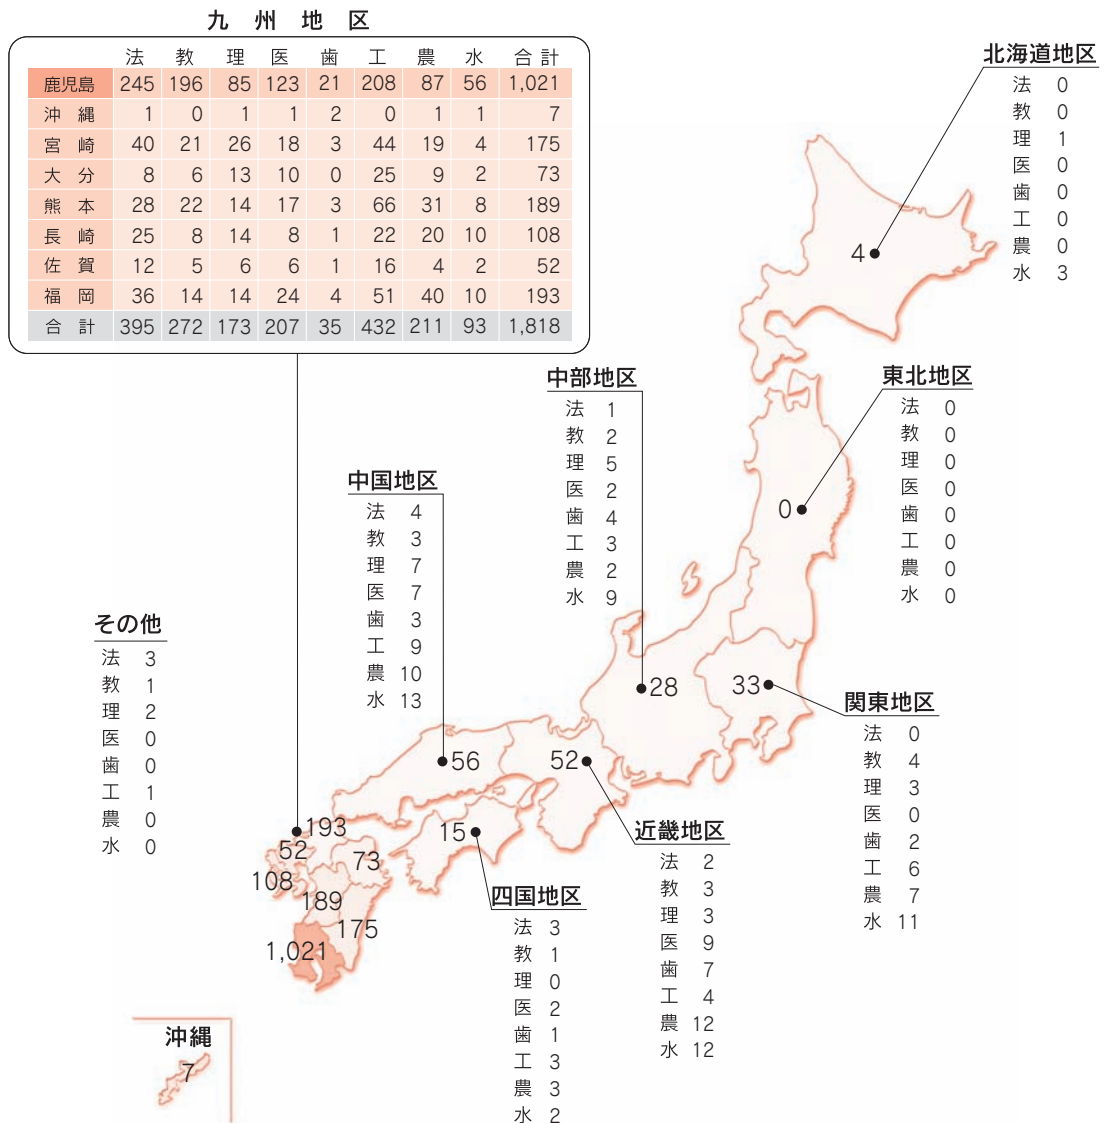 九州地区
法 教 理 医 歯 工 農 水 合計
鹿児島 245 196 85 123 21 208 87 56 1,021
沖縄 1 0 1 1 2 0 1 1 7
宮崎 40 21 26 18 3 44 19 4 175
大分 8 6 13 10 0 25 9 2 73
熊本 28 22 14 17 3 66 31 8 189
長崎 25 8 14 8 1 22 20 10 108
佐賀 12 5 6 6 1 16 4 2 52
福岡 36 14 14 24 4 51 40 10 193
合計 395 272 173 207 35 432 211 93 1,818
北海道地区
法 0
教 0
理 1
医 0
歯 0
工 0
農 0
水 3
4
東北地区
法 0
教 0
理 0
医 0
歯 0
工 0
農 0
水 0
0
中部地区
法 1
教 2
理 5
医 2
歯 4
工 3
農 2
水 9
28
中国地区
法 4
教 3
理 7
医 7
歯 3
工 9
農 10
水 13
56
その他
法 3
教 1
理 2
医 0
歯 0
工 1
農 0
水 0
33
関東地区
法 0
教 4
理 3
医 0
歯 2
工 6
農 7
水 11
52
近畿地区
法 2
教 3
理 3
医 9
歯 7
工 4
農 12
水 12
15
四国地区
法 3
教 1
理 0
医 2
歯 1
工 3
農 3
水 2
193
52
73
108
189
175
1,021
沖縄
7